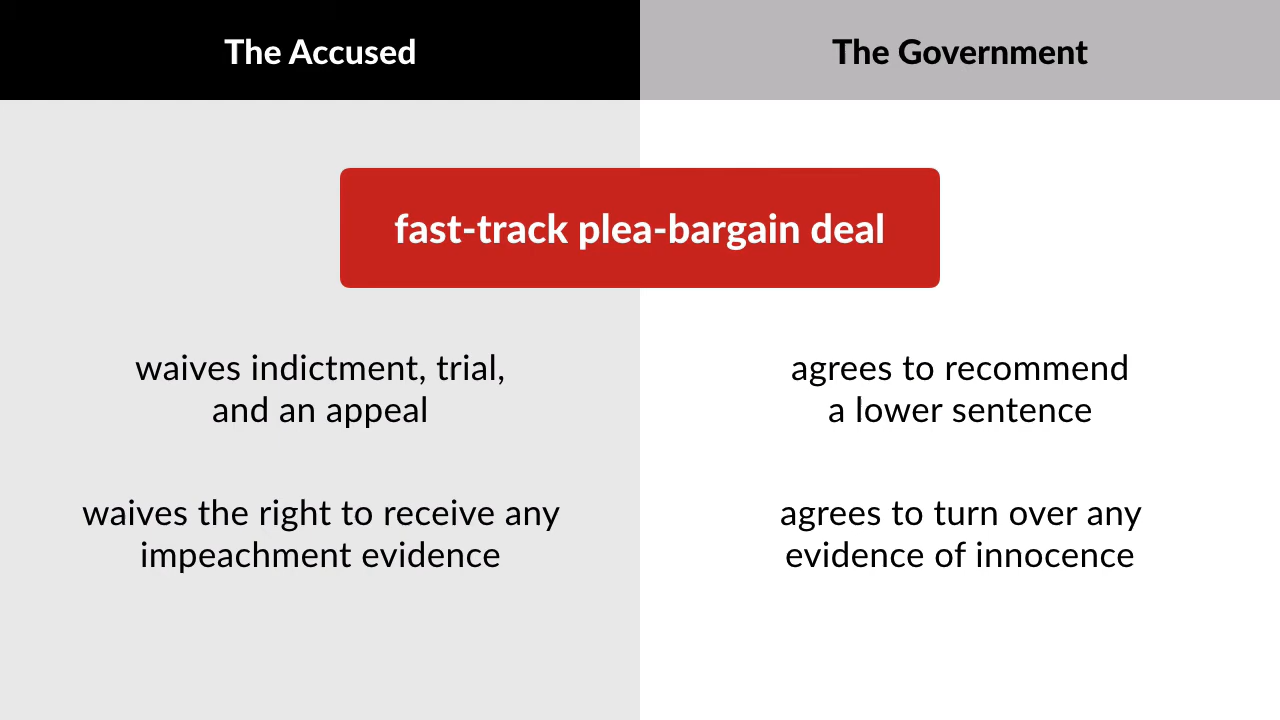 The Accused
The Government
fast-track plea-bargain deal
waives indictment, trial,
and an appeal
waives the right to receive any
impeachment evidence
agrees to recommend
a lower sentence
agrees to turn over any
evidence of innocence